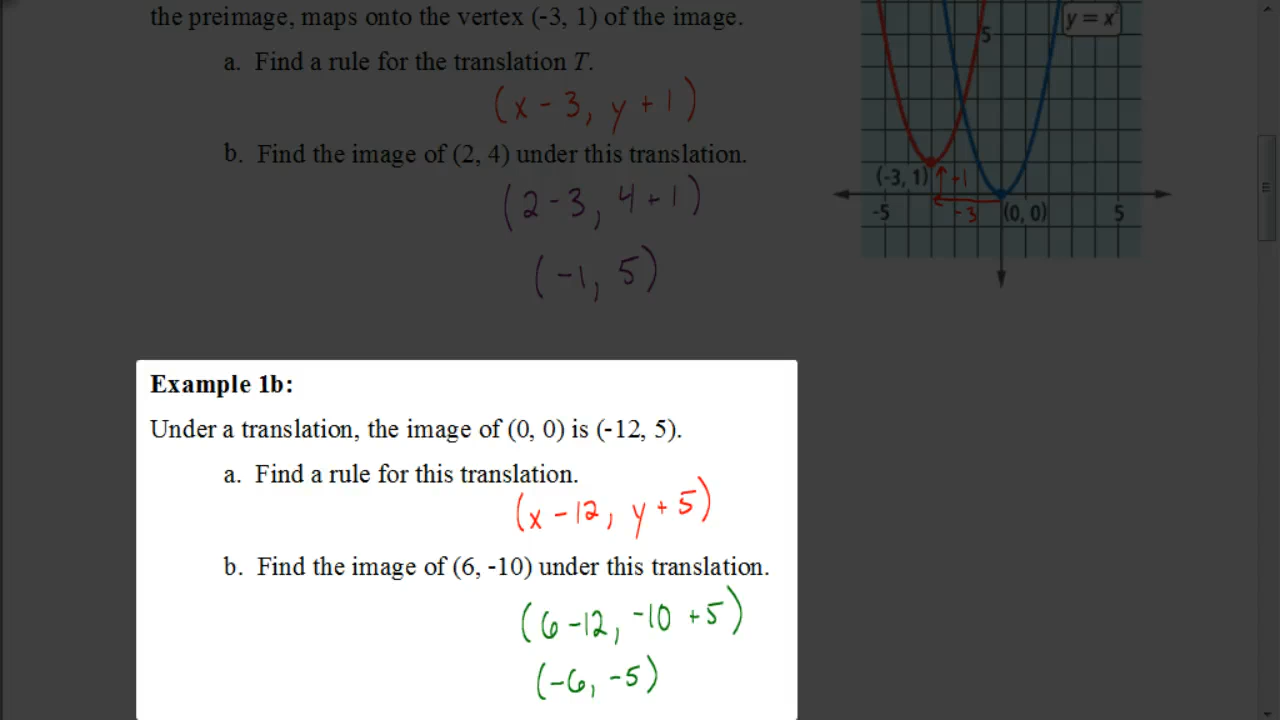 the preimage, maps onto the vertex (-3, 1) of the image.
a. Find a rule for the translation T.
(x - 3, y + 1)
b. Find the image of (2, 4) under this translation.
(2 - 3, 4 + 1)
(-1, 5)
y = x²
5
(-3, 1)
+1
-5
-3
(0, 0)
5
Example 1b:
Under a translation, the image of (0, 0) is (-12, 5).
a. Find a rule for this translation.
(x - 12, y + 5)
b. Find the image of (6, -10) under this translation.
(6 - 12, -10 + 5)
(-6, -5)